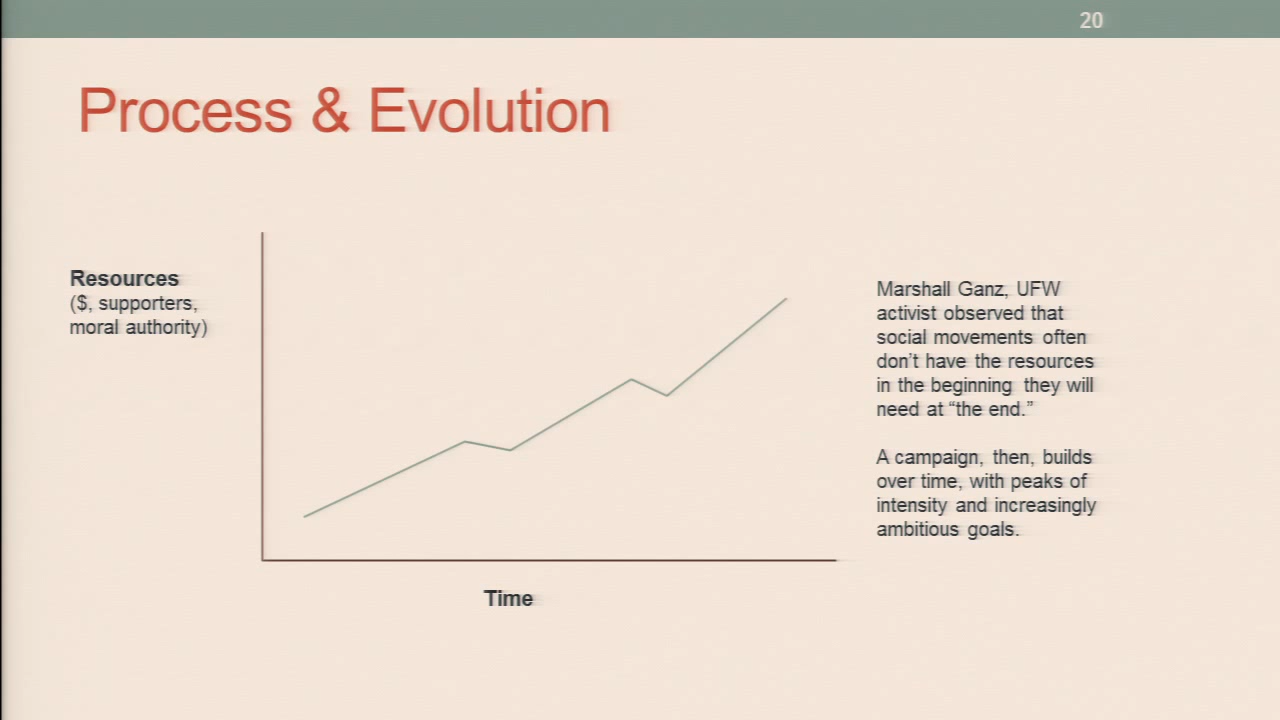 20
Process & Evolution
Resources
($, supporters,
moral authority)
Marshall Ganz, UFW
activist observed that
social movements often
don’t have the resources
in the beginning they will
need at “the end.”
A campaign, then, builds
over time, with peaks of
intensity and increasingly
ambitious goals.
Time